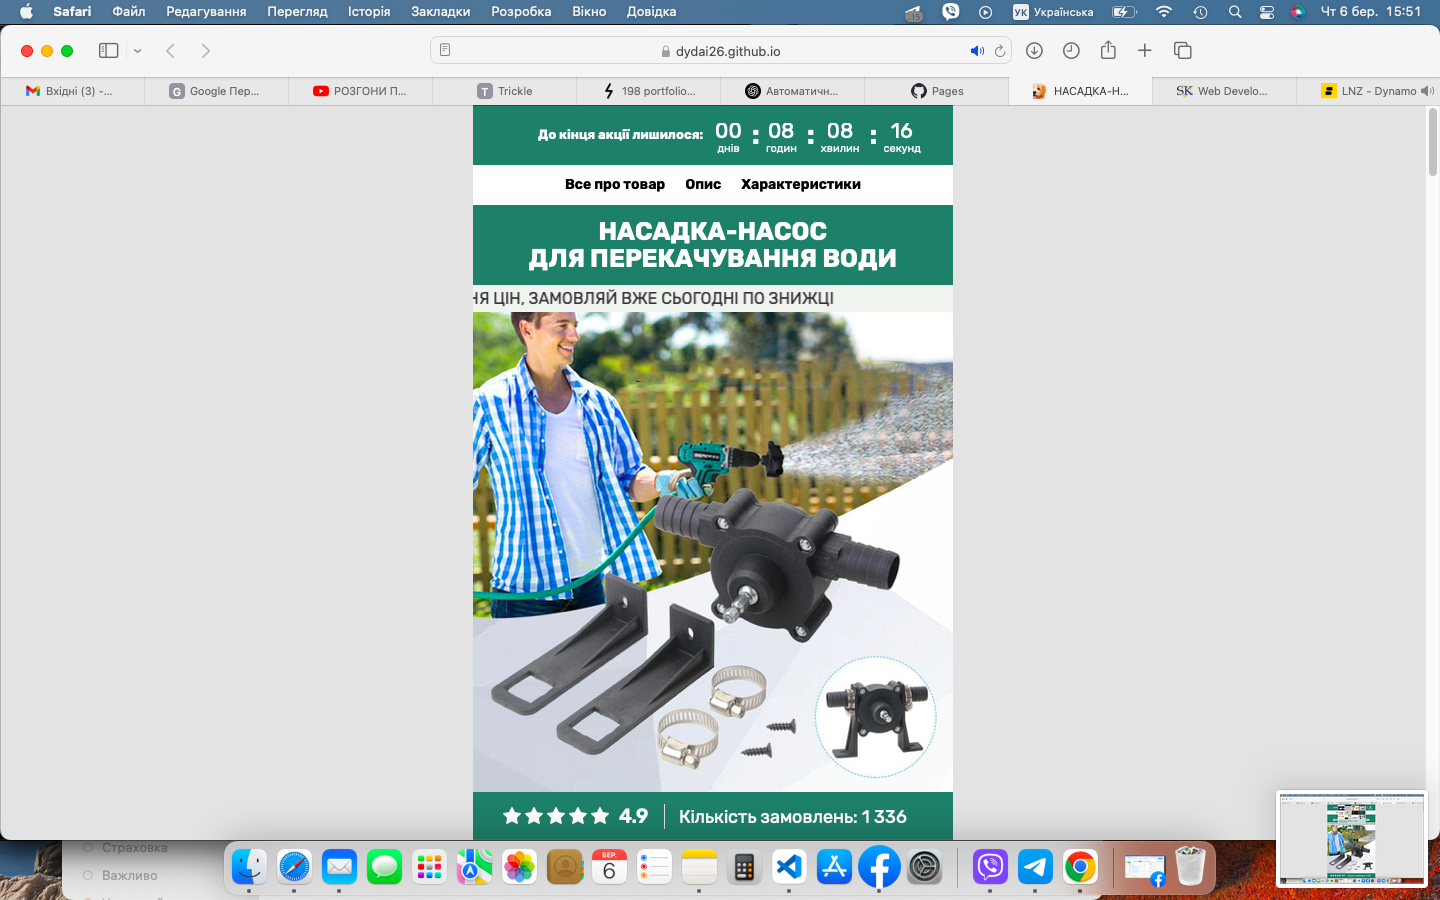 Safari Файл Редагування Перегляд Історія Закладки Розробка Вікно Довідка
УК Українська Чт 6 бер. 15:51
dydai26.github.io
Вхідні (3) -...
G Google Пер...
РОЗГОНИ П...
T Trickle
198 portfolio...
Автоматичн...
Pages
НАСАДКА-Н...
SK Web Develo...
LNZ - Dynamo
До кінця акції лишилося: 00 : 08 : 08 : 16
днів годин хвилин секунд
Все про товар Опис Характеристики
НАСАДКА-НАСОС
ДЛЯ ПЕРЕКАЧУВАННЯ ВОДИ
НЯ ЦІН, ЗАМОВЛЯЙ ВЖЕ СЬОГОДНІ ПО ЗНИЖЦІ
4.9 Кількість замовлень: 1 336
Страховка
Важливо
БЕР.
6